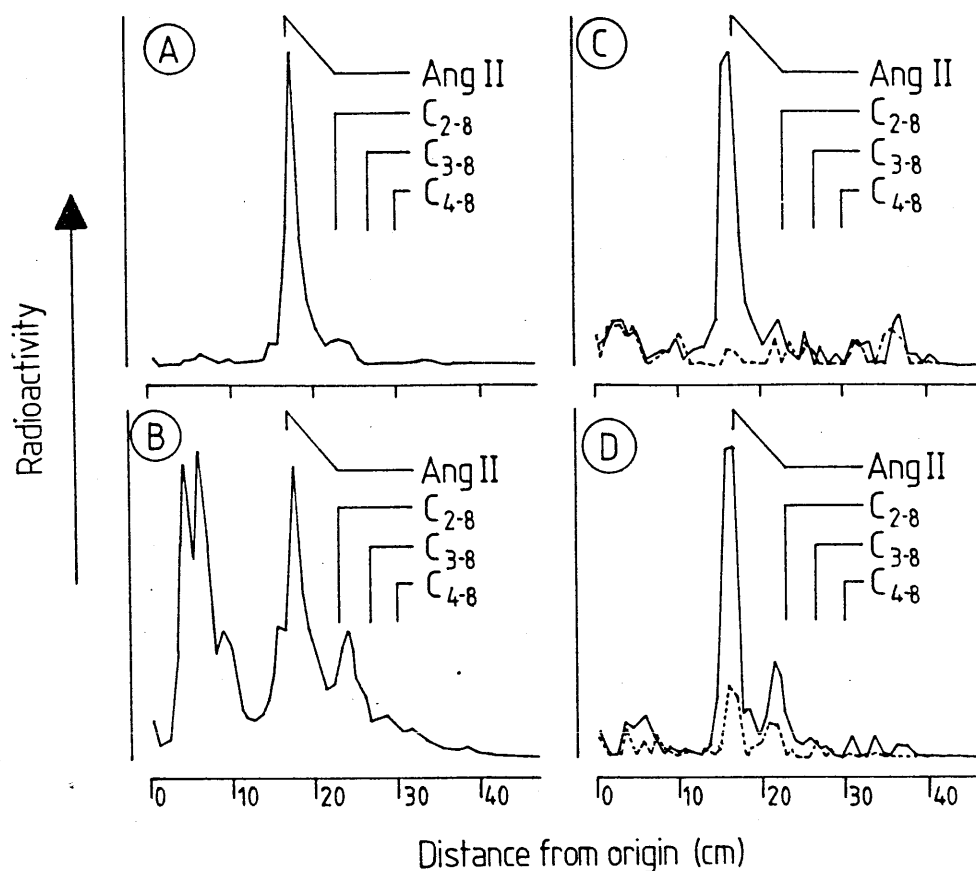 Radioactivity
A
Ang II
C2-8
C3-8
C4-8
C
Ang II
C2-8
C3-8
C4-8
B
Ang II
C2-8
C3-8
C4-8
0 10 20 30 40
D
Ang II
C2-8
C3-8
C4-8
0 10 20 30 40
Distance from origin (cm)